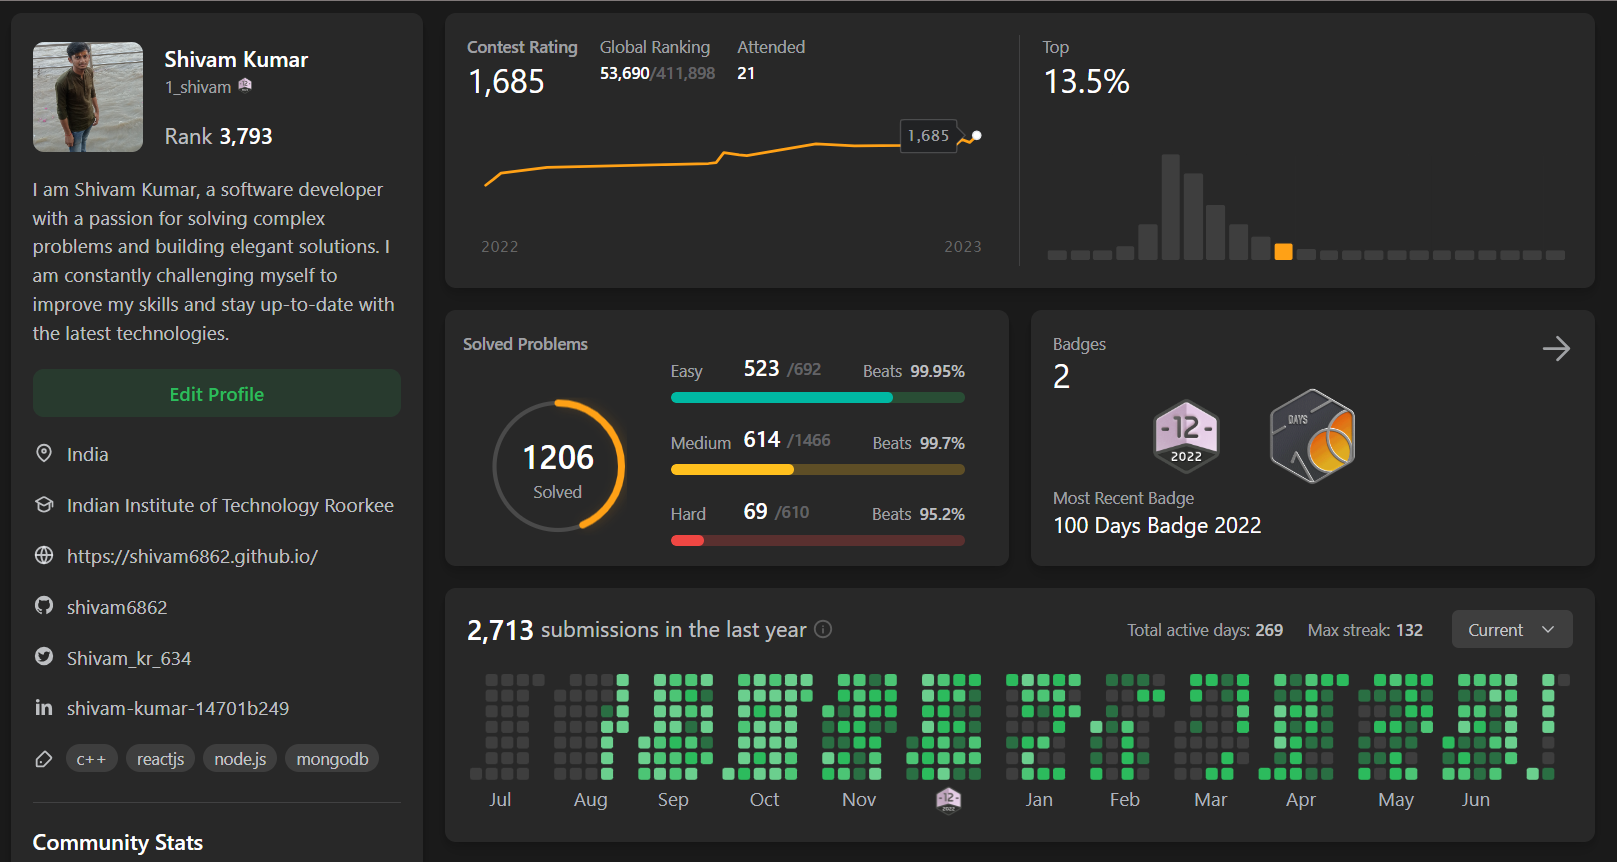 Shivam Kumar
1_shivam
Rank 3,793
I am Shivam Kumar, a software developer
with a passion for solving complex
problems and building elegant solutions. I
am constantly challenging myself to
improve my skills and stay up-to-date with
the latest technologies.
Edit Profile
India
Indian Institute of Technology Roorkee
https://shivam6862.github.io/
shivam6862
Shivam_kr_634
shivam-kumar-14701b249
c++ reactjs node.js mongodb
Community Stats
Contest Rating
1,685
Global Ranking
53,690/411,898
Attended
21
1,685
2022 2023
Top
13.5%
Solved Problems
1206
Solved
Easy 523 /692 Beats 99.95%
Medium 614 /1466 Beats 99.7%
Hard 69 /610 Beats 95.2%
Badges
2
-12-
2022
DAYS
Most Recent Badge
100 Days Badge 2022
2,713 submissions in the last year
Total active days: 269 Max streak: 132 Current
Jul Aug Sep Oct Nov -12- Jan Feb Mar Apr May Jun